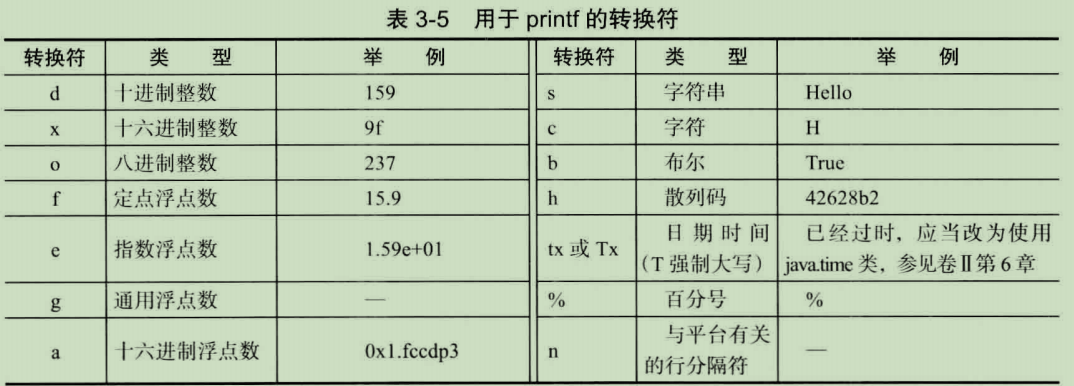 表 3-5 用于 printf 的转换符
转换符 类 型 举 例 转换符 类 型 举 例
d 十进制整数 159 s 字符串 Hello
x 十六进制整数 9f c 字符 H
o 八进制整数 237 b 布尔 True
f 定点浮点数 15.9 h 散列码 42628b2
e 指数浮点数 1.59e+01 tx 或 Tx 日期时间 已经过时，应当改为使用
(T 强制大写) java.time 类，参见卷Ⅱ第 6 章
g 通用浮点数 — % 百分号 %
a 十六进制浮点数 0x1.fccdp3 n 与平台有关
的行分隔符 —